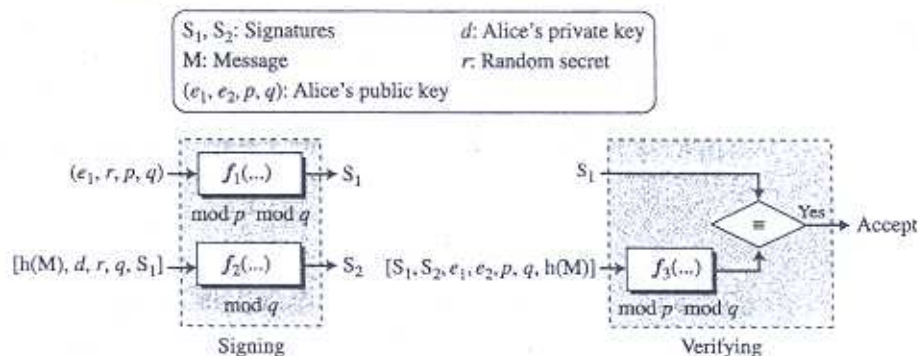 S₁, S₂: Signatures
d: Alice's private key
M: Message
r: Random secret
(e₁, e₂, p, q): Alice's public key
(e₁, r, p, q)
f₁(...)
S₁
mod p mod q
[h(M), d, r, q, S₁]
f₂(...)
S₂
mod q
Signing
S₁
≡
Yes
Accept
[S₁, S₂, e₁, e₂, p, q, h(M)]
f₃(...)
mod p mod q
Verifying